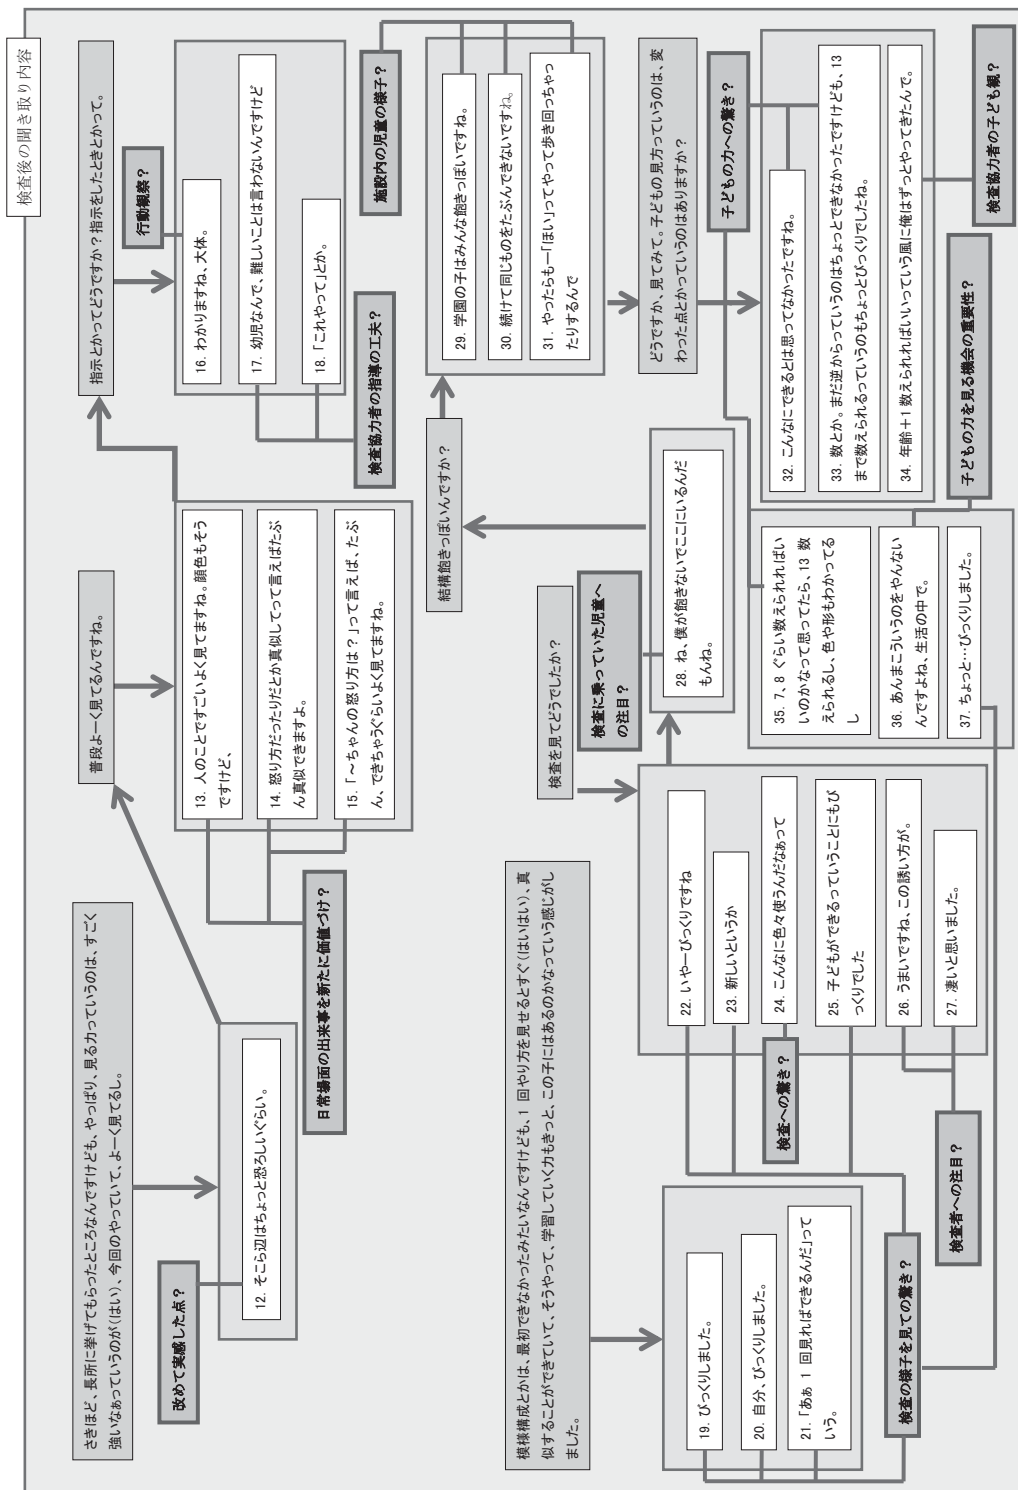 検査後の聞き取り内容
さきほど、長所に挙げてもらったところなんですけども、やっぱり、見る力っていうのは、すごく
強いなぁっていうのが(はい)、今回のやっていて、よーく見てるし。
改めて実感した点?
12. そこら辺はちょっと恐ろしいぐらい。
普段よーく見てるんですね。
13. 人のことですごいよく見てますね。顔色もそう
ですけど、
14. 怒り方だったりだとか真似してって言えばたぶ
ん真似できますよ。
15. 「～ちゃんの怒り方は?」って言えば、たぶ
ん、できちゃうぐらいよく見てますね。
日常場面の出来事を新たに価値づけ?
指示とかってどうですか?指示をしたときとかって。
行動観察?
16. わかりますね、大体。
17. 幼児なんで、難しいことは言わないんですけど
18. 「これやって」とか。
検査協力者の指導の工夫?
模様構成とかは、最初できなかったみたいなんですけども、1 回やり方を見せるとすぐ(はいはい)、真
似することができていて、そうやって、学習していく力もきっと、この子にはあるのかなっていう感じがし
ました。
19. びっくりしました。
20. 自分、びっくりしました。
21. 「あぁ 1 回見ればできるんだ」って
いう。
検査の様子を見ての驚き?
検査を見てどうでしたか?
22. いやーびっくりですね
23. 新しいというか
24. こんなに色々使うんだなぁって
25. 子どもができるっていうことにもび
っくりでした
26. うまいですね、この誘い方が。
27. 凄いと思いました。
検査への驚き?
検査者への注目?
検査に乗っていた児童へ
の注目?
28. ね、僕が飽きないでここにいるんだ
もんね。
結構飽きっぽいんですか?
29. 学園の子はみんな飽きっぽいですね。
30. 続けて同じものをたぶんできないですね。
31. やったらもー「ほい」ってやって歩き回っちゃっ
たりするんで
施設内の児童の様子?
どうですか、見てみて。子どもの見方っていうのは、変
わった点とかっていうのはありますか?
子どもの力への驚き?
32. こんなにできるとは思ってなかったですね。
33. 数とか。まだ逆からっていうのはちょっとできなかったですけども、13
まで数えられるっていうのもちょっとびっくりでしたね。
34. 年齢+1 数えられればいいっていう風に俺はずっとやってきたんで。
検査協力者の子ども観?
35. 7、8 ぐらい数えられればい
いのかなって思ってたら、13 数
えられるし、色や形もわかってる
し
36. あんまこういうのをやんない
んですよね、生活の中で。
37. ちょっと…びっくりしました。
子どもの力を見る機会の重要性?